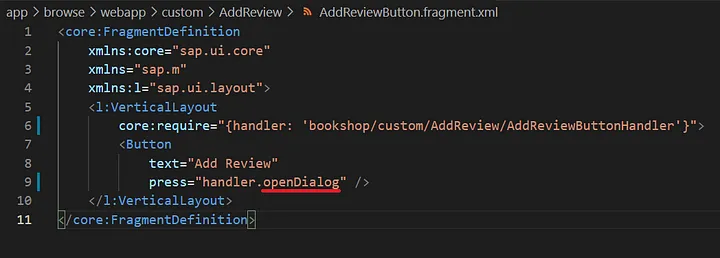 app > browse > webapp > custom > AddReview > AddReviewButton.fragment.xml
1 <core:FragmentDefinition
2 xmlns:core="sap.ui.core"
3 xmlns="sap.m"
4 xmlns:l="sap.ui.layout">
5 <l:VerticalLayout
6 core:require="{handler: 'bookshop/custom/AddReview/AddReviewButtonHandler'}">
7 <Button
8 text="Add Review"
9 press="handler.openDialog" />
10 </l:VerticalLayout>
11 </core:FragmentDefinition>